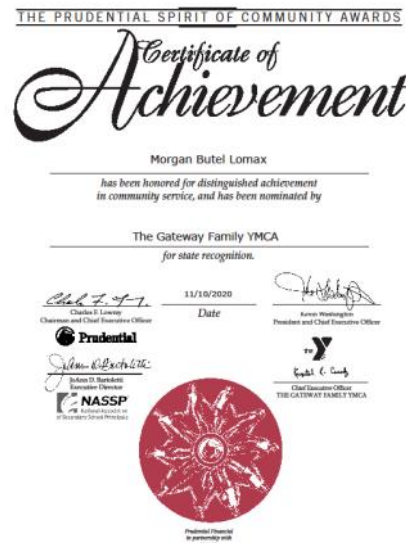 THE PRUDENTIAL SPIRIT OF COMMUNITY AWARDS
Certificate of
Achievement
Morgan Butel Lomax
has been honored for distinguished achievement
in community service, and has been nominated by
The Gateway Family YMCA
for state recognition.
Charles F. Lowrey
Chairman and Chief Executive Officer
Prudential
JoAnn D. Bartoletti
Executive Director
NASSP
National Association
of Secondary School Principals
11/10/2020
Date
Kevin Washington
President and Chief Executive Officer
the Y
Chief Executive Officer
THE GATEWAY FAMILY YMCA
Prudential Financial
in partnership with